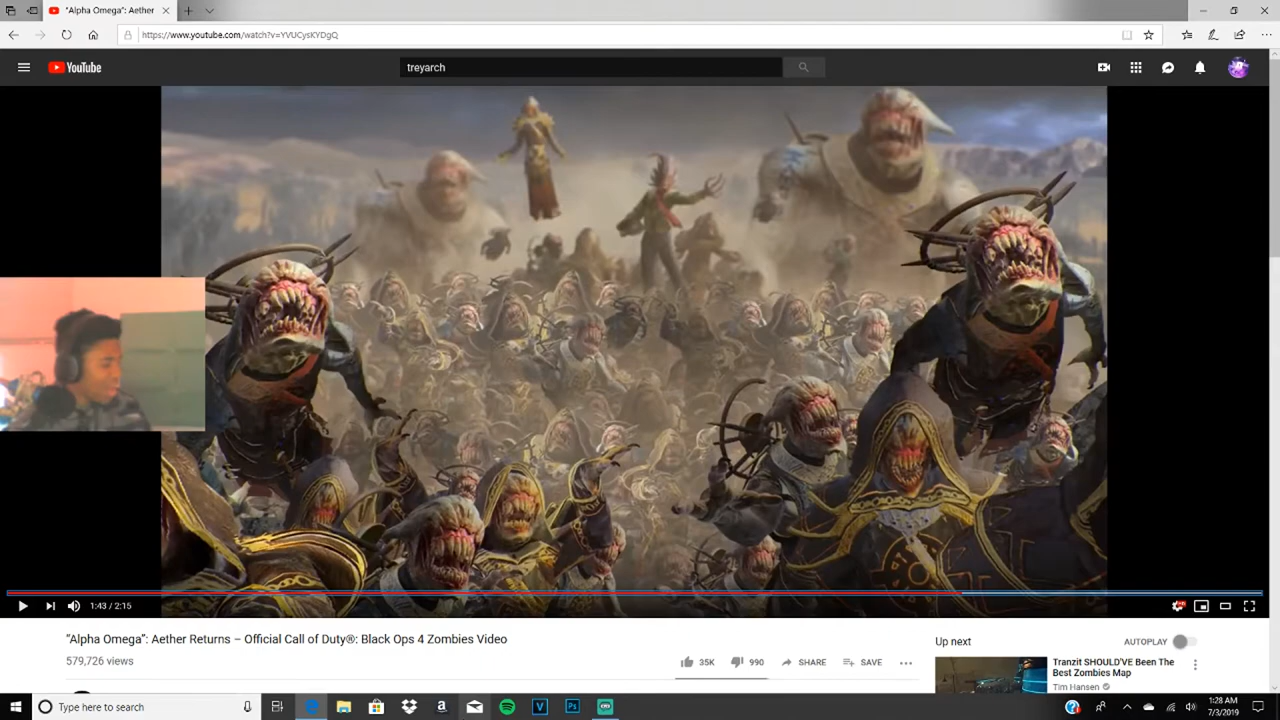 "Alpha Omega": Aether
https://www.youtube.com/watch?v=YVUCysKYDgQ
YouTube
treyarch
1:43 / 2:15
"Alpha Omega": Aether Returns – Official Call of Duty®: Black Ops 4 Zombies Video
579,726 views
35K
990
SHARE
SAVE
Up next
AUTOPLAY
Tranzit SHOULD'VE Been The
Best Zombies Map
Tim Hansen
Type here to search
1:28 AM
7/3/2019